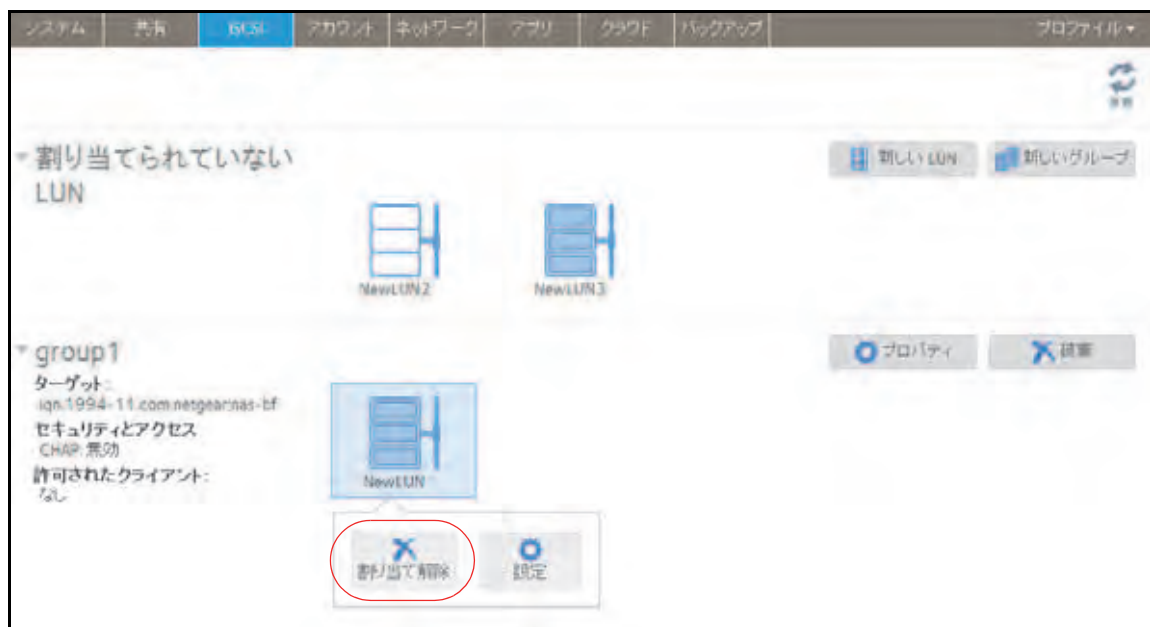 システム 共有 iSCSI アカウント ネットワーク アプリ クラウド バックアップ プロファイル
割り当てられていない
LUN
新しい LUN 新しいグループ
NewLUN2 NewLUN3
group1
プロパティ 破棄
ターゲット:
iqn.1994-11.com.netgear:nas-bf
セキュリティとアクセス
CHAP: 無効
許可されたクライアント:
なし
NewLUN
割り当て解除 設定